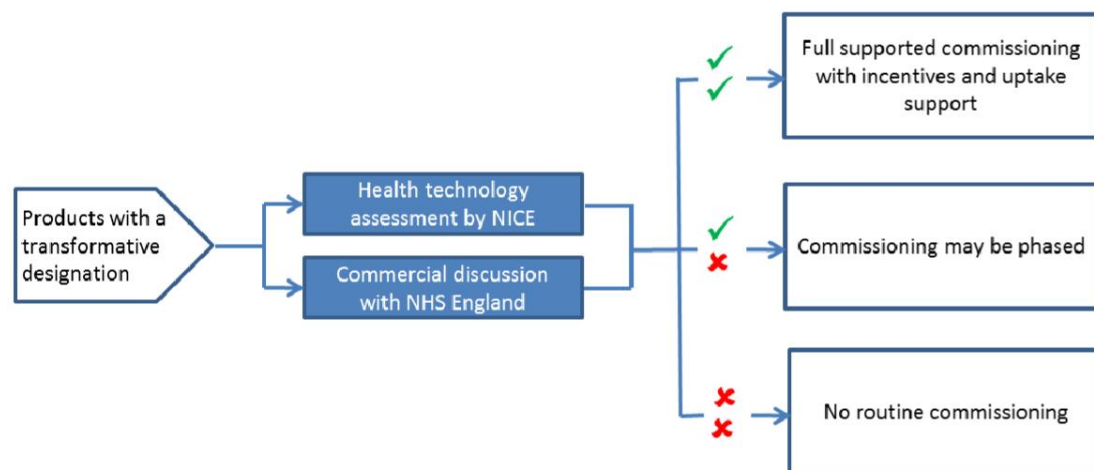 Products with a
transformative
designation
Health technology
assessment by NICE
Commercial discussion
with NHS England
Full supported commissioning
with incentives and uptake
support
Commissioning may be phased
No routine commissioning